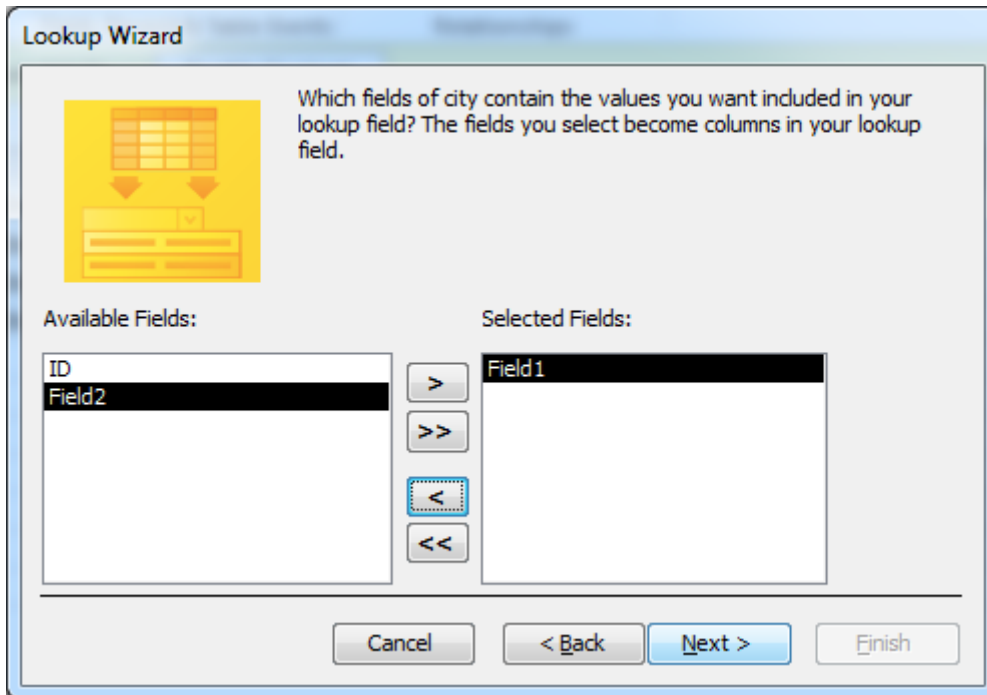 Lookup Wizard
Which fields of city contain the values you want included in your
lookup field? The fields you select become columns in your lookup
field.
Available Fields:
Selected Fields:
ID
Field2
>
>>
<
<<
Field1
Cancel
< Back
Next >
Finish